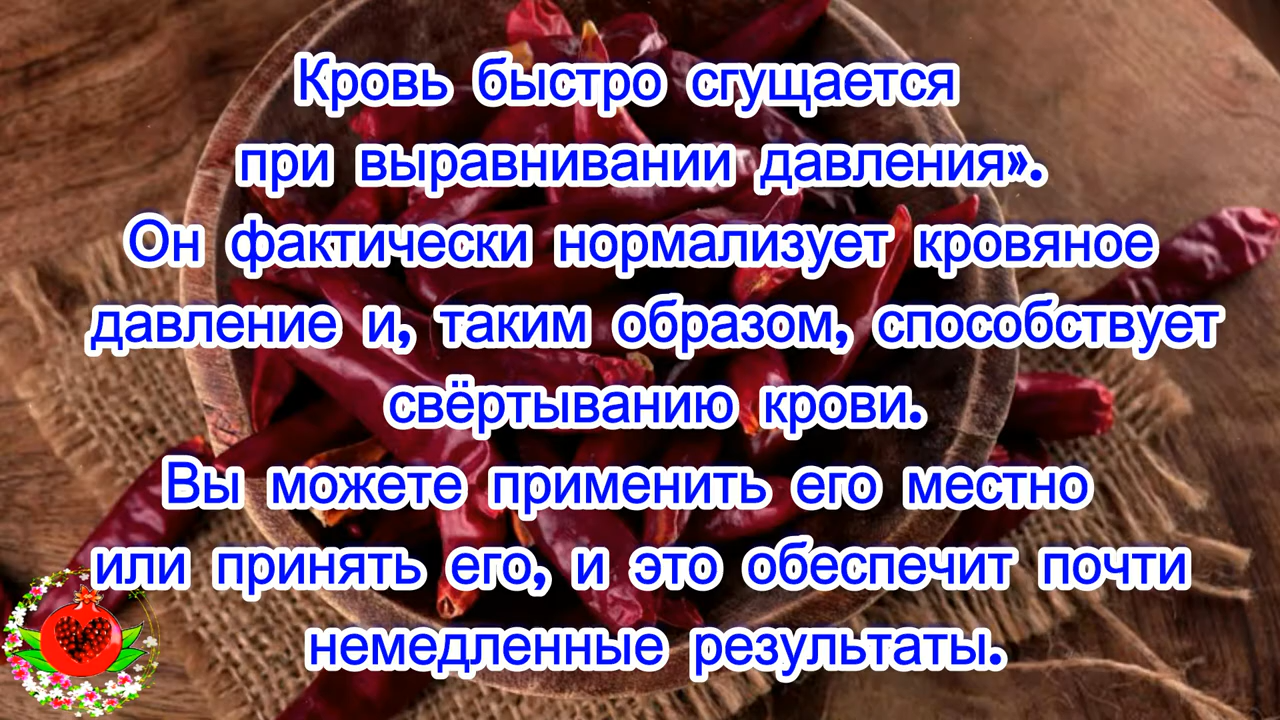 Кровь быстро сгущается
при выравнивании давления».
Он фактически нормализует кровяное
давление и, таким образом, способствует
свёртыванию крови.
Вы можете применить его местно
или принять его, и это обеспечит почти
немедленные результаты.